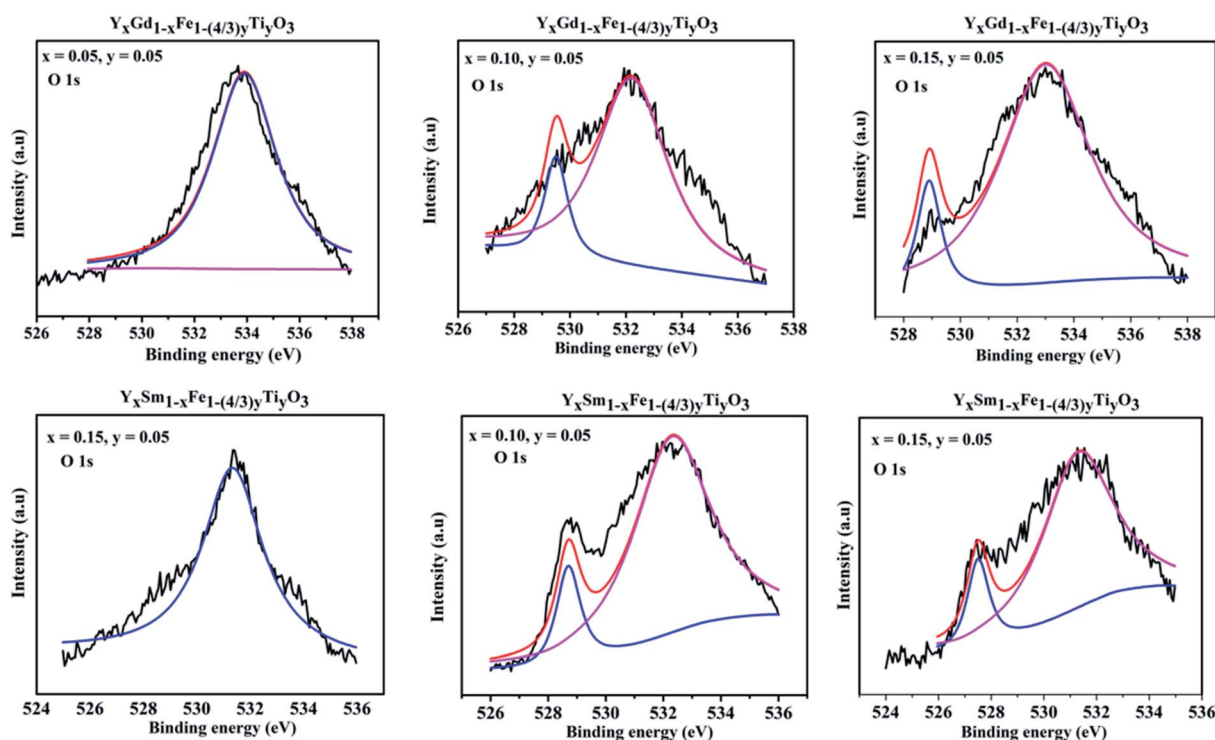 YxGd1-xFe1-(4/3)yTiyO3
x = 0.05, y = 0.05
O 1s
Intensity (a.u)
526 528 530 532 534 536 538
Binding energy (eV)
YxGd1-xFe1-(4/3)yTiyO3
x = 0.10, y = 0.05
O 1s
Intensity (a.u)
526 528 530 532 534 536 538
Binding energy (eV)
YxGd1-xFe1-(4/3)yTiyO3
x = 0.15, y = 0.05
O 1s
Intensity (a.u)
528 530 532 534 536 538
Binding energy (eV)
YxSm1-xFe1-(4/3)yTiyO3
x = 0.15, y = 0.05
O 1s
Intensity (a.u)
524 526 528 530 532 534 536
Binding energy (eV)
YxSm1-xFe1-(4/3)yTiyO3
x = 0.10, y = 0.05
O 1s
Intensity (a.u)
526 528 530 532 534 536
Binding energy (eV)
YxSm1-xFe1-(4/3)yTiyO3
x = 0.15, y = 0.05
O 1s
Intensity (a.u)
524 526 528 530 532 534 536
Binding energy (eV)